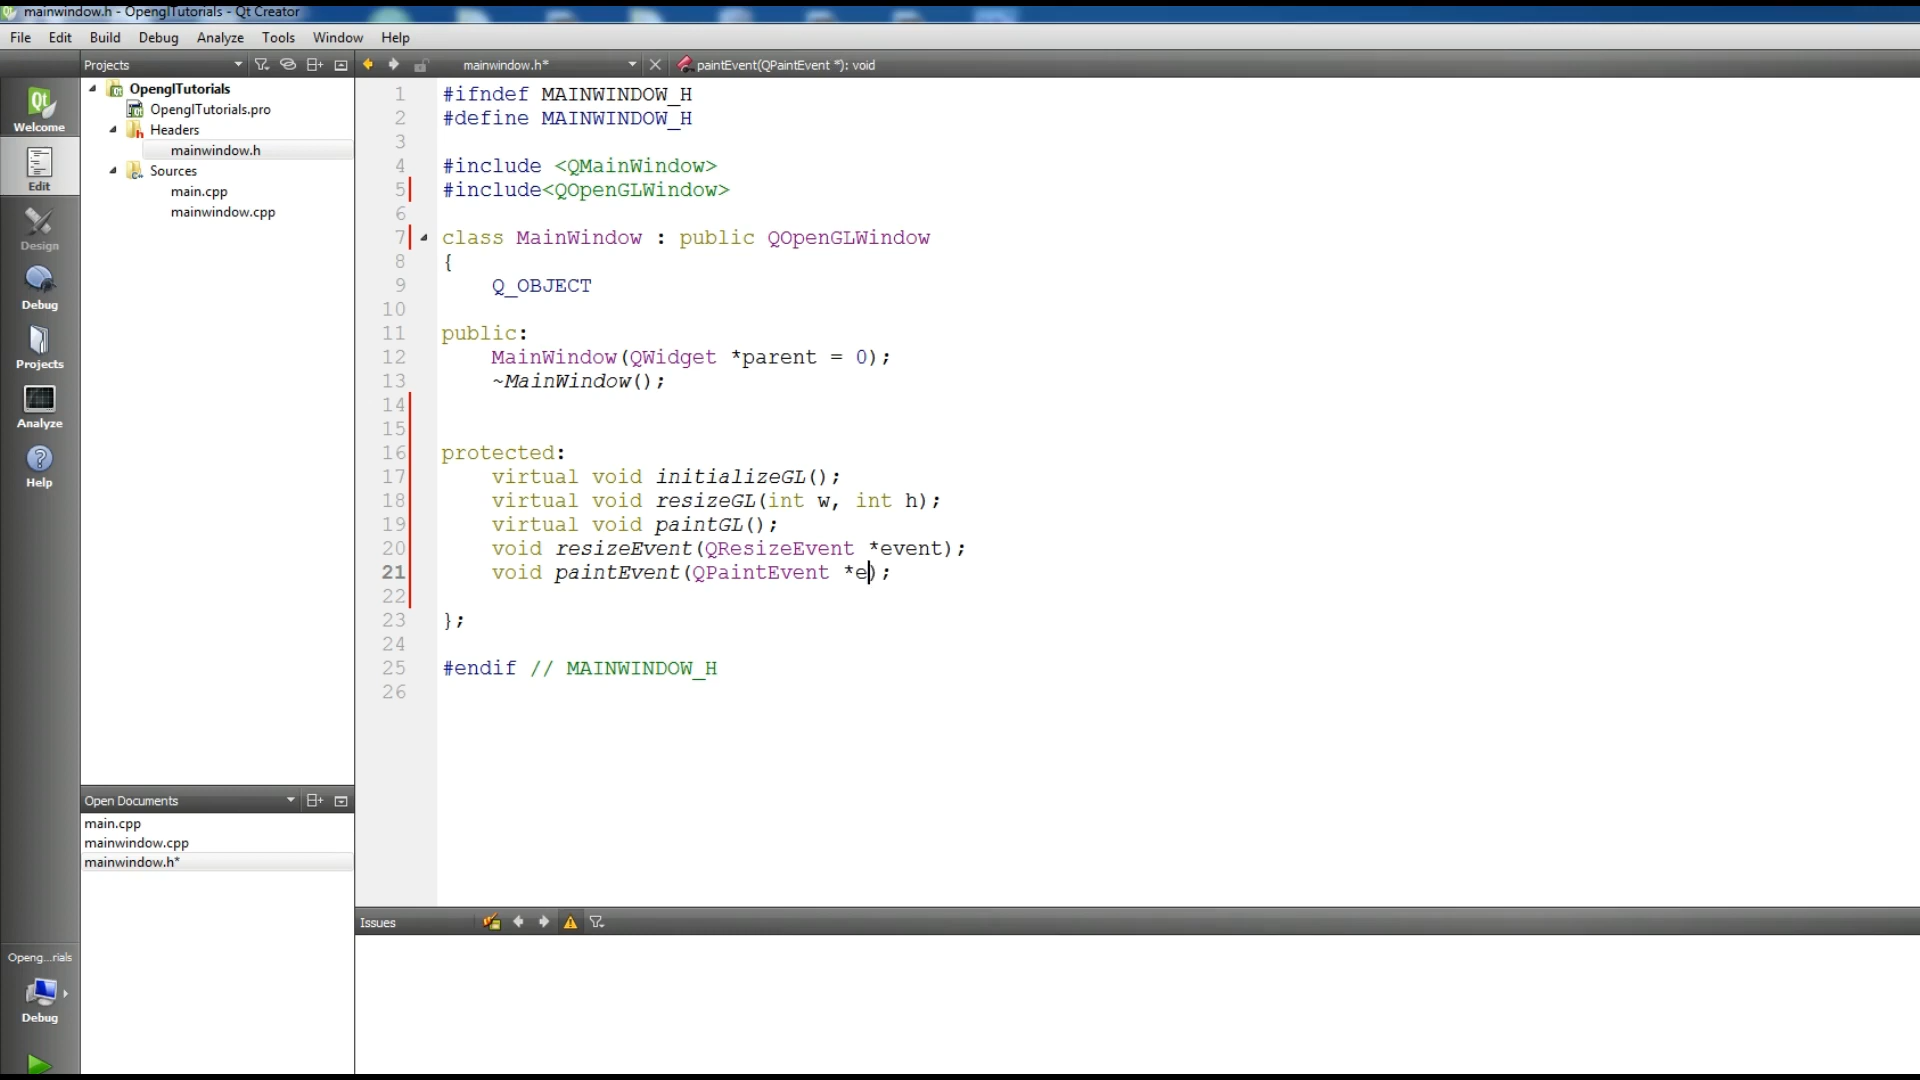 mainwindow.h - OpenglTutorials - Qt Creator
File Edit Build Debug Analyze Tools Window Help
Projects mainwindow.h* paintEvent(QPaintEvent *): void
Welcome
Edit
Design
Debug
Projects
Analyze
Help
OpenglTutorials
OpenglTutorials.pro
Headers
mainwindow.h
Sources
main.cpp
mainwindow.cpp
1 #ifndef MAINWINDOW_H
2 #define MAINWINDOW_H
3
4 #include <QMainWindow>
5 #include<QOpenGLWindow>
6
7 class MainWindow : public QOpenGLWindow
8 {
9 Q_OBJECT
10
11 public:
12 MainWindow(QWidget *parent = 0);
13 ~MainWindow();
14
15
16 protected:
17 virtual void initializeGL();
18 virtual void resizeGL(int w, int h);
19 virtual void paintGL();
20 void resizeEvent(QResizeEvent *event);
21 void paintEvent(QPaintEvent *e);
22
23 };
24
25 #endif // MAINWINDOW_H
26
Open Documents
main.cpp
mainwindow.cpp
mainwindow.h*
Issues
Openg...rials
Debug